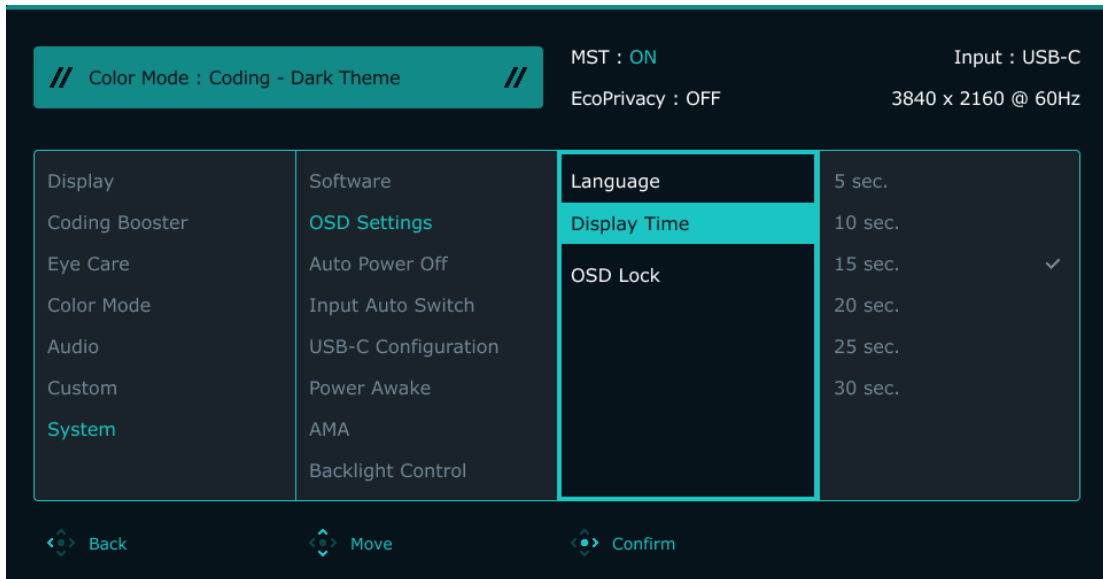 Color Mode : Coding - Dark Theme
MST : ON
Input : USB-C
EcoPrivacy : OFF
3840 x 2160 @ 60Hz
Display
Coding Booster
Eye Care
Color Mode
Audio
Custom
System
Software
OSD Settings
Auto Power Off
Input Auto Switch
USB-C Configuration
Power Awake
AMA
Backlight Control
Language
Display Time
OSD Lock
5 sec.
10 sec.
15 sec.
20 sec.
25 sec.
30 sec.
Back
Move
Confirm